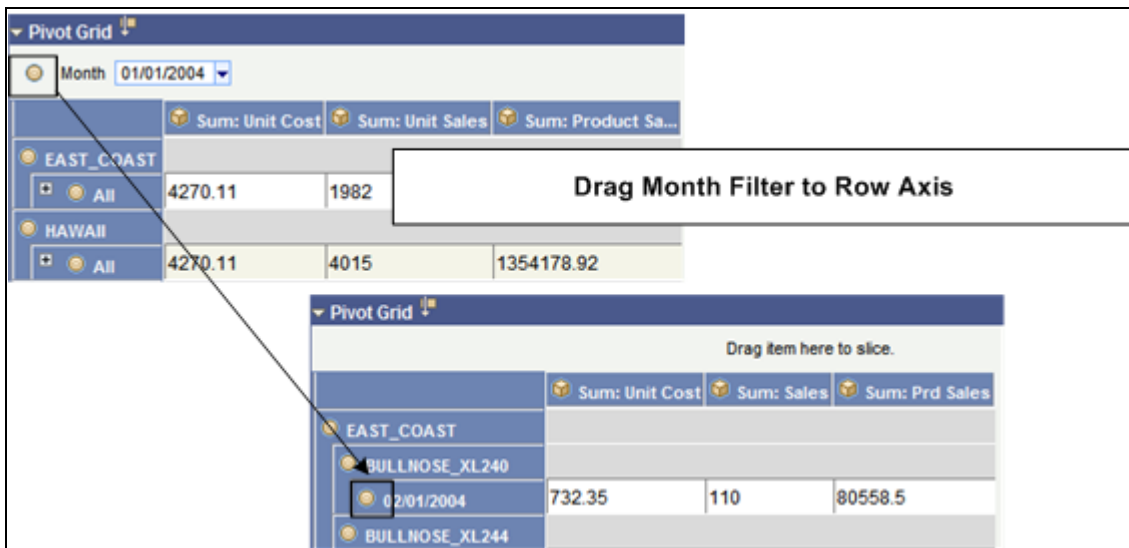 Pivot Grid
Month 01/01/2004
Sum: Unit Cost Sum: Unit Sales Sum: Product Sa...
EAST_COAST
All 4270.11 1982
Drag Month Filter to Row Axis
HAWAII
All 4270.11 4015 1354178.92
Pivot Grid
Drag item here to slice.
Sum: Unit Cost Sum: Sales Sum: Prd Sales
EAST_COAST
BULLNOSE_XL240
02/01/2004 732.35 110 80558.5
BULLNOSE_XL244